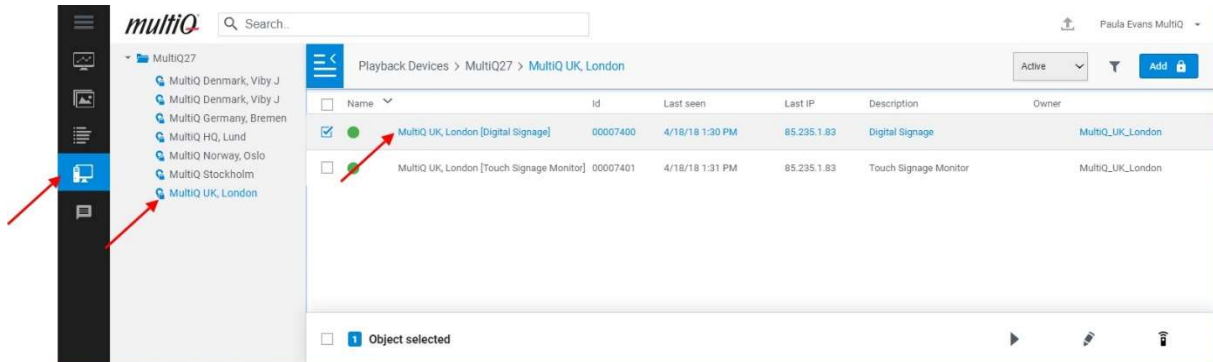 multiQ
Search..
Paula Evans MultiQ
MultiQ27
MultiQ Denmark, Viby J
MultiQ Denmark, Viby J
MultiQ Germany, Bremen
MultiQ HQ, Lund
MultiQ Norway, Oslo
MultiQ Stockholm
MultiQ UK, London
Playback Devices > MultiQ27 > MultiQ UK, London
Active
Add
Name Id Last seen Last IP Description Owner
MultiQ UK, London [Digital Signage] 00007400 4/18/18 1:30 PM 85.235.1.83 Digital Signage MultiQ_UK_London
MultiQ UK, London [Touch Signage Monitor] 00007401 4/18/18 1:31 PM 85.235.1.83 Touch Signage Monitor MultiQ_UK_London
1 Object selected